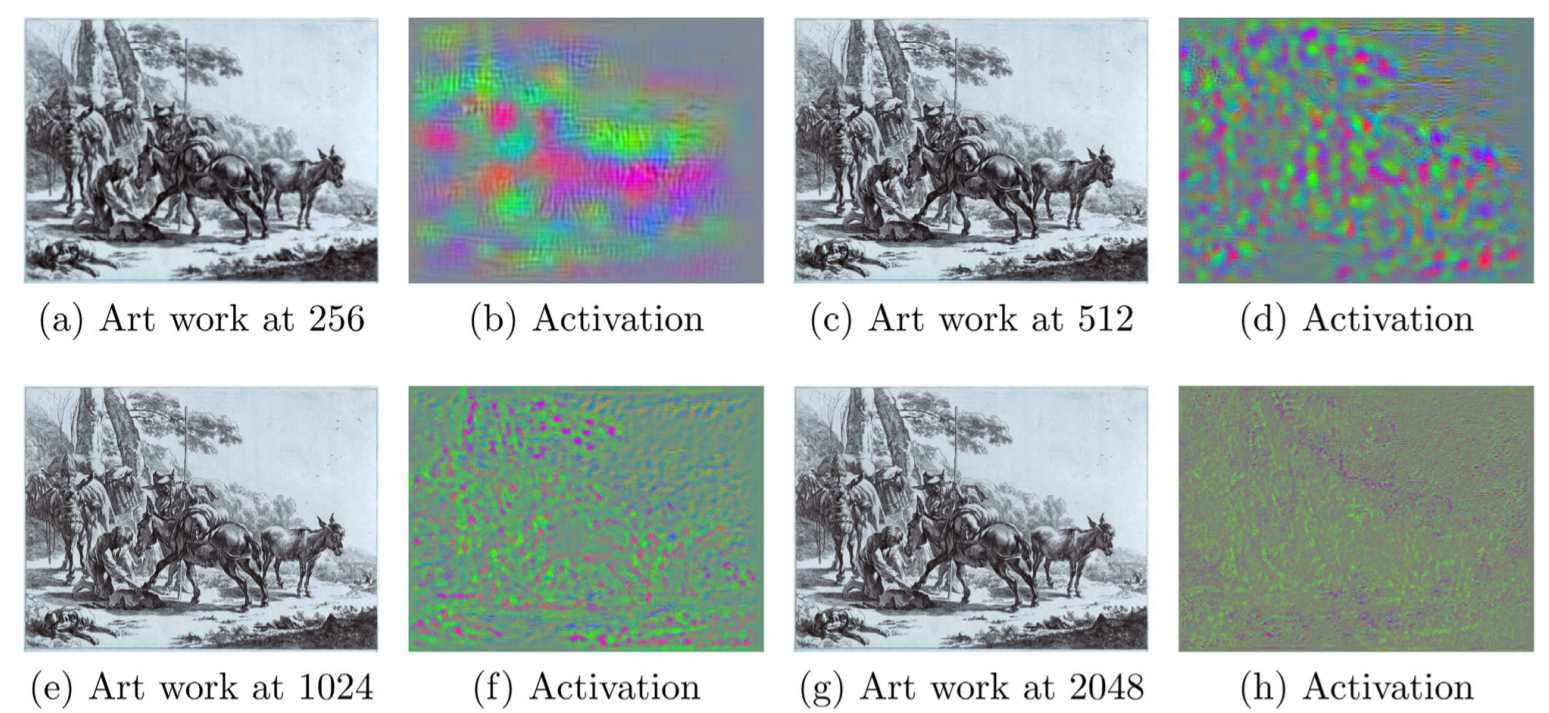 (a) Art work at 256
(b) Activation
(c) Art work at 512
(d) Activation
(e) Art work at 1024
(f) Activation
(g) Art work at 2048
(h) Activation